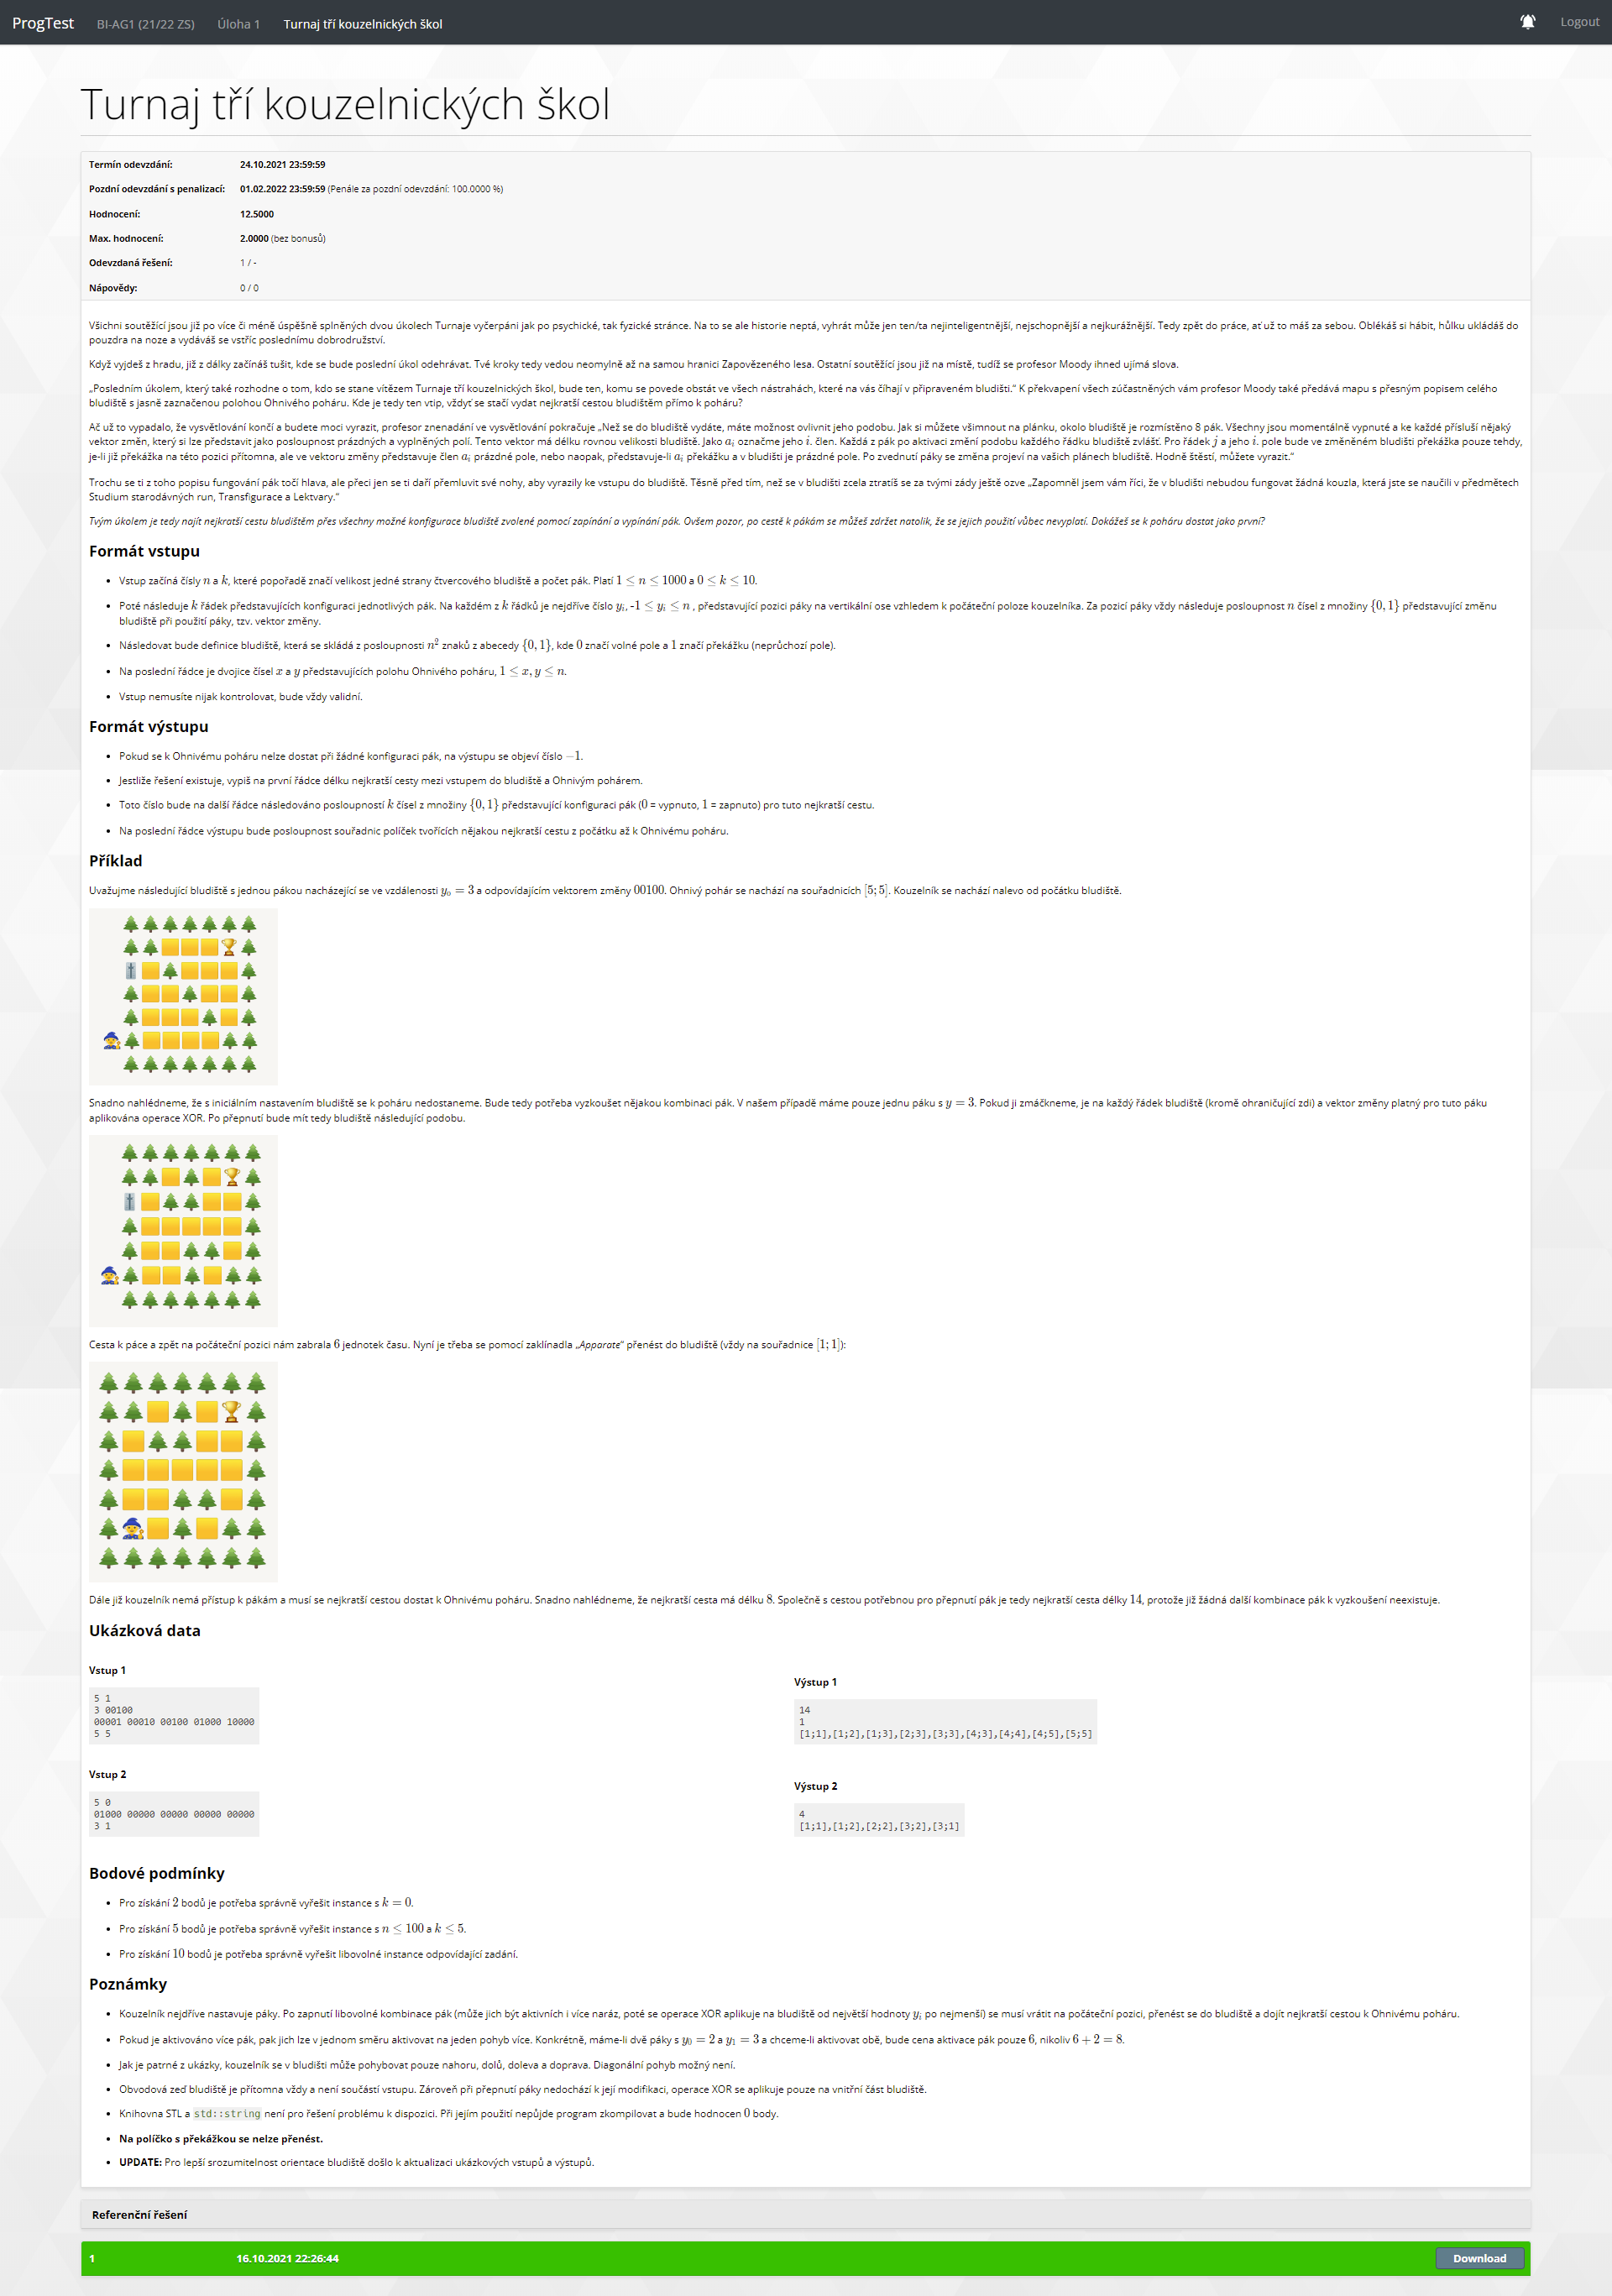 ProgTest BI-AG1 (21/22 ZS) Úloha 1 Turnaj tří kouzelnických škol Logout
Turnaj tří kouzelnických škol
Termín odevzdání: 24.10.2021 23:59:59
Pozdní odevzdání s penalizací: 01.02.2022 23:59:59 (Penále za pozdní odevzdání: 100.0000 %)
Hodnocení: 12.5000
Max. hodnocení: 2.0000 (bez bonusů)
Odevzdaná řešení: 1 / -
Nápovědy: 0 / 0
Všichni soutěžící jsou již po více či méně úspěšně splněných dvou úkolech Turnaje vyčerpáni jak po psychické, tak fyzické stránce. Na to se ale historie neptá, vyhrát může jen ten/ta nejinteligentnější, nejschopnější a nejkurážnější. Tedy zpět do práce, ať už to máš za sebou. Oblékáš si hábit, hůlku ukládáš do
pouzdra na noze a vydáváš se vstříc poslednímu dobrodružství.
Když vyjdeš z hradu, již z dálky začínáš tušit, kde se bude poslední úkol odehrávat. Tvé kroky tedy vedou neomylně až na samou hranici Zapovězeného lesa. Ostatní soutěžící jsou již na místě, tudíž se profesor Moody ihned ujímá slova.
„Posledním úkolem, který také rozhodne o tom, kdo se stane vítězem Turnaje tří kouzelnických škol, bude ten, komu se povede obstát ve všech nástrahách, které na vás číhají v připraveném bludišti.“ K překvapení všech zúčastněných vám profesor Moody také předává mapu s přesným popisem celého
bludiště s jasně zaznačenou polohou Ohnivého poháru. Kde je tedy ten vtip, vždyť se stačí vydat nejkratší cestou bludištěm přímo k poháru?
Ač už to vypadalo, že vysvětlování končí a budete moci vyrazit, profesor znenadání ve vysvětlování pokračuje „Než se do bludiště vydáte, máte možnost ovlivnit jeho podobu. Jak si můžete všimnout na plánku, okolo bludiště je rozmístěno 8 pák. Všechny jsou momentálně vypnuté a ke každé přísluší nějaký
vektor změn, který si lze představit jako posloupnost prázdných a vyplněných polí. Tento vektor má délku rovnou velikosti bludiště. Jako a_i označme jeho i. člen. Každá z pák po aktivaci změní podobu každého řádku bludiště zvlášť. Pro řádek j a jeho i. pole bude ve změněném bludišti překážka pouze tehdy,
je-li již překážka na této pozici přítomna, ale ve vektoru změny představuje člen a_i prázdné pole, nebo naopak, představuje-li a_i překážku a v bludišti je prázdné pole. Po zvednutí páky se změna projeví na vašich plánech bludiště. Hodně štěstí, můžete vyrazit.“
Trochu se ti z toho popisu fungování pák točí hlava, ale přeci jen se ti daří přemluvit své nohy, aby vyrazily ke vstupu do bludiště. Těsně před tím, než se v bludišti zcela ztratíš se za tvými zády ještě ozve „Zapomněl jsem vám říci, že v bludišti nebudou fungovat žádná kouzla, která jste se naučili v předmětech
Studium starodávných run, Transfigurace a Lektvary.“
Tvým úkolem je tedy najít nejkratší cestu bludištěm přes všechny možné konfigurace bludiště zvolené pomocí zapínání a vypínání pák. Ovšem pozor, po cestě k pákám se můžeš zdržet natolik, že se jejich použití vůbec nevyplatí. Dokážeš se k poháru dostat jako první?
Formát vstupu
• Vstup začíná čísly n a k, které popořadě značí velikost jedné strany čtvercového bludiště a počet pák. Platí 1 ≤ n ≤ 1000 a 0 ≤ k ≤ 10.
• Poté následuje k řádek představujících konfiguraci jednotlivých pák. Na každém z k řádků je nejdříve číslo y_i, -1 ≤ y_i ≤ n , představující pozici páky na vertikální ose vzhledem k počáteční poloze kouzelníka. Za pozicí páky vždy následuje posloupnost n čísel z množiny {0, 1} představující změnu
bludiště při použití páky, tzv. vektor změny.
• Následovat bude definice bludiště, která se skládá z posloupnosti n² znaků z abecedy {0, 1}, kde 0 značí volné pole a 1 značí překážku (neprůchozí pole).
• Na poslední řádce je dvojice čísel x a y představujících polohu Ohnivého poháru, 1 ≤ x, y ≤ n.
• Vstup nemusíte nijak kontrolovat, bude vždy validní.
Formát výstupu
• Pokud se k Ohnivému poháru nelze dostat při žádné konfiguraci pák, na výstupu se objeví číslo −1.
• Jestliže řešení existuje, vypiš na první řádce délku nejkratší cesty mezi vstupem do bludiště a Ohnivým pohárem.
• Toto číslo bude na další řádce následováno posloupností k čísel z množiny {0, 1} představující konfiguraci pák (0 = vypnuto, 1 = zapnuto) pro tuto nejkratší cestu.
• Na poslední řádce výstupu bude posloupnost souřadnic políček tvořících nějakou nejkratší cestu z počátku až k Ohnivému poháru.
Příklad
Uvažujme následující bludiště s jednou pákou nacházející se ve vzdálenosti y₀ = 3 a odpovídajícím vektorem změny 00100. Ohnivý pohár se nachází na souřadnicích [5; 5]. Kouzelník se nachází nalevo od počátku bludiště.
Snadno nahlédneme, že s iniciálním nastavením bludiště se k poháru nedostaneme. Bude tedy potřeba vyzkoušet nějakou kombinaci pák. V našem případě máme pouze jednu páku s y = 3. Pokud ji zmáčkneme, je na každý řádek bludiště (kromě ohraničující zdi) a vektor změny platný pro tuto páku
aplikována operace XOR. Po přepnutí bude mít tedy bludiště následující podobu.
Cesta k páce a zpět na počáteční pozici nám zabrala 6 jednotek času. Nyní je třeba se pomocí zaklínadla „Apparate“ přenést do bludiště (vždy na souřadnice [1; 1]):
Dále již kouzelník nemá přístup k pákám a musí se nejkratší cestou dostat k Ohnivému poháru. Snadno nahlédneme, že nejkratší cesta má délku 8. Společně s cestou potřebnou pro přepnutí pák je tedy nejkratší cesta délky 14, protože již žádná další kombinace pák k vyzkoušení neexistuje.
Ukázková data
Vstup 1
5 1
3 00100
00001 00010 00100 01000 10000
5 5
Výstup 1
14
1
[1;1],[1;2],[1;3],[2;3],[3;3],[4;3],[4;4],[4;5],[5;5]
Vstup 2
5 0
01000 00000 00000 00000 00000
3 1
Výstup 2
4
[1;1],[1;2],[2;2],[3;2],[3;1]
Bodové podmínky
• Pro získání 2 bodů je potřeba správně vyřešit instance s k = 0.
• Pro získání 5 bodů je potřeba správně vyřešit instance s n ≤ 100 a k ≤ 5.
• Pro získání 10 bodů je potřeba správně vyřešit libovolné instance odpovídající zadání.
Poznámky
• Kouzelník nejdříve nastavuje páky. Po zapnutí libovolné kombinace pák (může jich být aktivních i více naráz, poté se operace XOR aplikuje na bludiště od největší hodnoty y_i po nejmenší) se musí vrátit na počáteční pozici, přenést se do bludiště a dojít nejkratší cestou k Ohnivému poháru.
• Pokud je aktivováno více pák, pak jich lze v jednom směru aktivovat na jeden pohyb více. Konkrétně, máme-li dvě páky s y₀ = 2 a y₁ = 3 a chceme-li aktivovat obě, bude cena aktivace pák pouze 6, nikoliv 6 + 2 = 8.
• Jak je patrné z ukázky, kouzelník se v bludišti může pohybovat pouze nahoru, dolů, doleva a doprava. Diagonální pohyb možný není.
• Obvodová zeď bludiště je přítomna vždy a není součástí vstupu. Zároveň při přepnutí páky nedochází k její modifikaci, operace XOR se aplikuje pouze na vnitřní část bludiště.
• Knihovna STL a std::string není pro řešení problému k dispozici. Při jejím použití nepůjde program zkompilovat a bude hodnocen 0 body.
• Na políčko s překážkou se nelze přenést.
• UPDATE: Pro lepší srozumitelnost orientace bludiště došlo k aktualizaci ukázkových vstupů a výstupů.
Referenční řešení
1 16.10.2021 22:26:44 Download